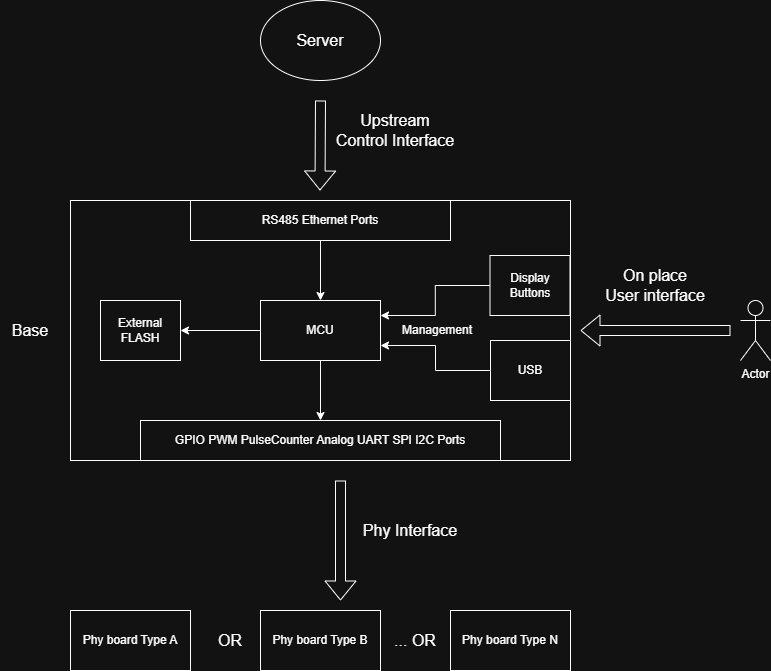 Server
Upstream
Control Interface
RS485 Ethernet Ports
Display
Buttons
On place
User interface
External
FLASH
MCU
Management
Base
USB
Actor
GPIO PWM PulseCounter Analog UART SPI I2C Ports
Phy Interface
Phy board Type A
OR
Phy board Type B
... OR
Phy board Type N